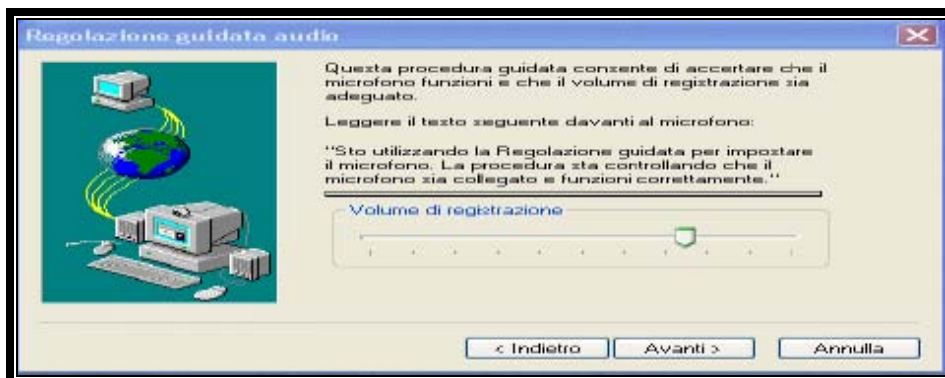 Regolazione guidata audio
Questa procedura guidata consente di accertare che il
microfono funzioni e che il volume di registrazione sia
adeguato.
Leggere il testo seguente davanti al microfono:
"Sto utilizzando la Regolazione guidata per impostare
il microfono. La procedura sta controllando che il
microfono sia collegato e funzioni correttamente."
Volume di registrazione
< Indietro
Avanti >
Annulla